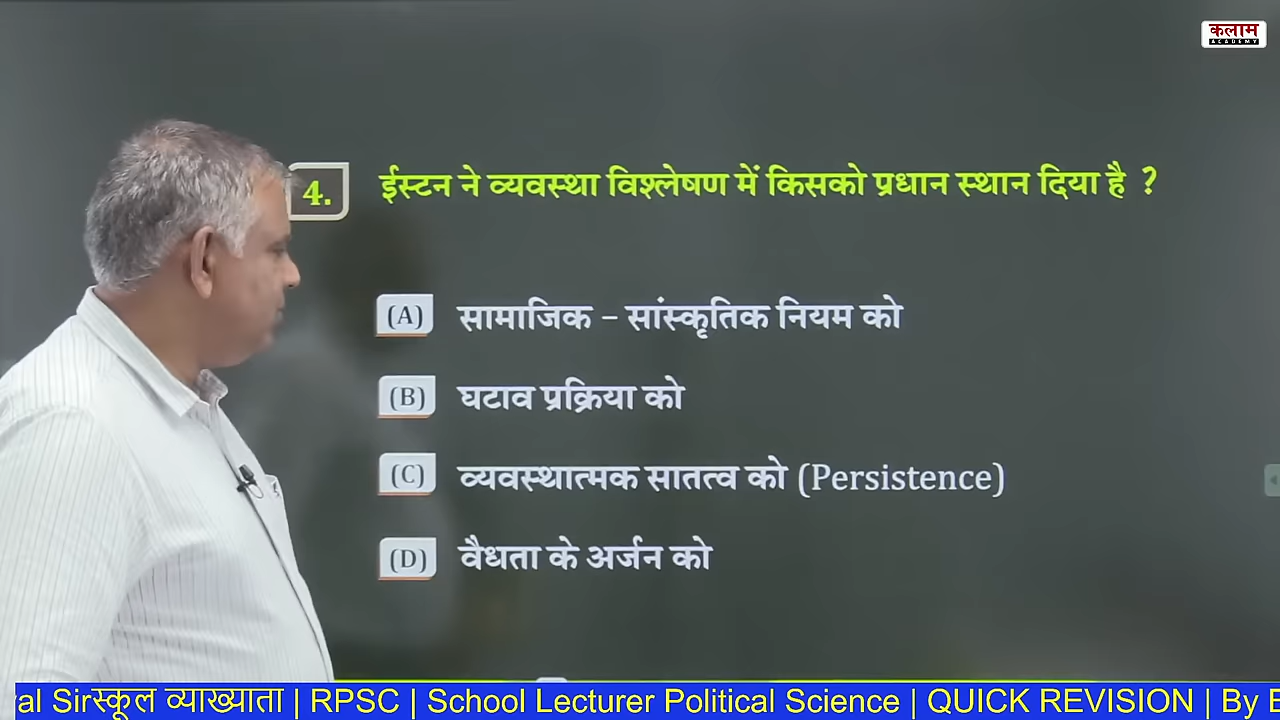 कलाम
ACADEMY
4. ईस्टन ने व्यवस्था विश्लेषण में किसको प्रधान स्थान दिया है ?
(A) सामाजिक – सांस्कृतिक नियम को
(B) घटाव प्रक्रिया को
(C) व्यवस्थात्मक सातत्व को (Persistence)
(D) वैधता के अर्जन को
al Sirस्कूल व्याख्याता | RPSC | School Lecturer Political Science | QUICK REVISION | By